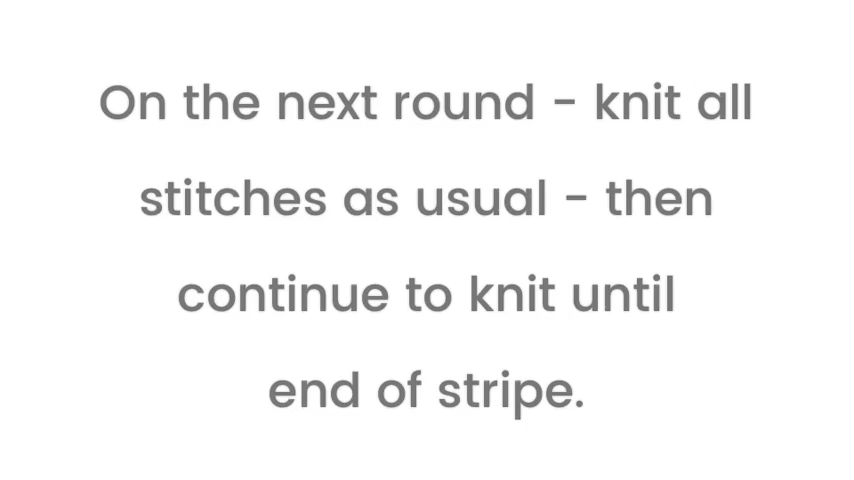 On the next round - knit all
stitches as usual - then
continue to knit until
end of stripe.